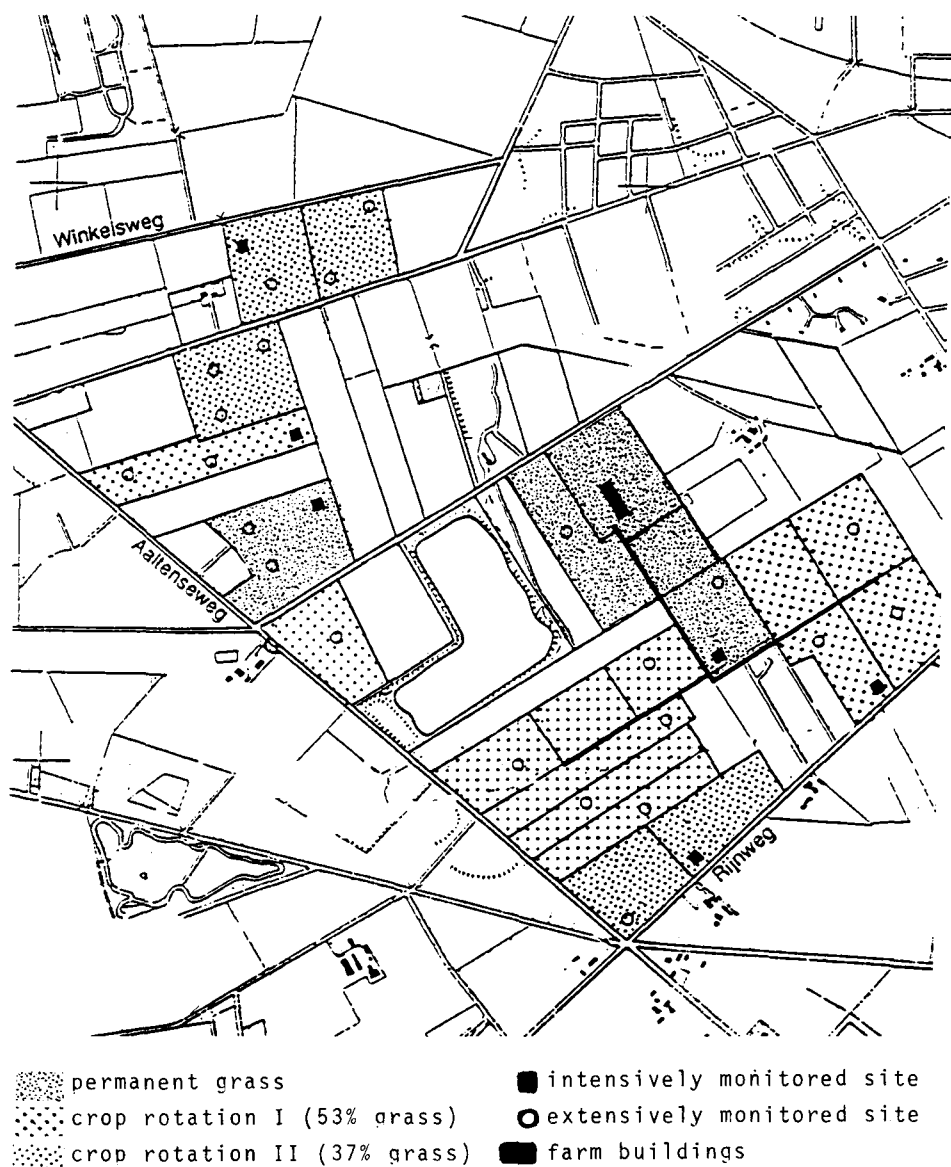 Winkelsweg
Aaltenseweg
Rijnweg
permanent grass
crop rotation I (53% grass)
crop rotation II (37% grass)
intensively monitored site
extensively monitored site
farm buildings